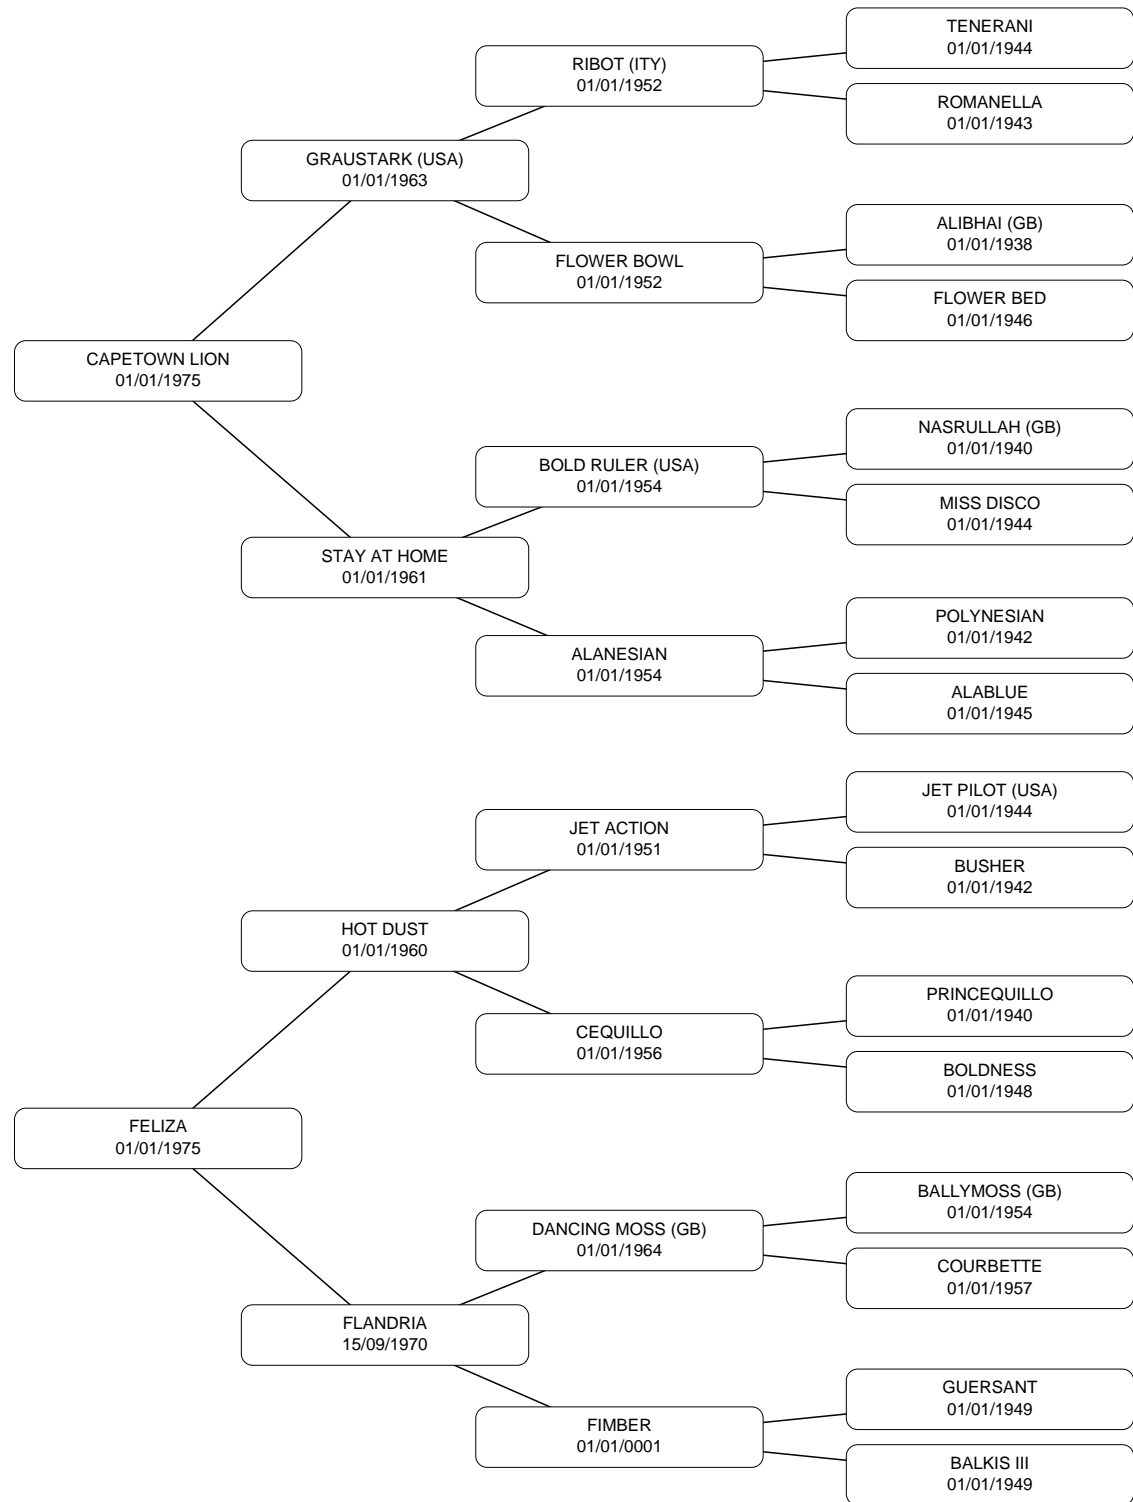 TENERANI
01/01/1944
RIBOT (ITY)
01/01/1952
ROMANELLA
01/01/1943
GRAUSTARK (USA)
01/01/1963
ALIBHAI (GB)
01/01/1938
FLOWER BOWL
01/01/1952
FLOWER BED
01/01/1946
CAPETOWN LION
01/01/1975
NASRULLAH (GB)
01/01/1940
BOLD RULER (USA)
01/01/1954
MISS DISCO
01/01/1944
STAY AT HOME
01/01/1961
POLYNESIAN
01/01/1942
ALANESIAN
01/01/1954
ALABLUE
01/01/1945
JET PILOT (USA)
01/01/1944
JET ACTION
01/01/1951
BUSHER
01/01/1942
HOT DUST
01/01/1960
PRINCEQUILLO
01/01/1940
CEQUILLO
01/01/1956
BOLDNESS
01/01/1948
FELIZA
01/01/1975
BALLYMOSS (GB)
01/01/1954
DANCING MOSS (GB)
01/01/1964
COURBETTE
01/01/1957
FLANDRIA
15/09/1970
GUERSANT
01/01/1949
FIMBER
01/01/0001
BALKIS III
01/01/1949